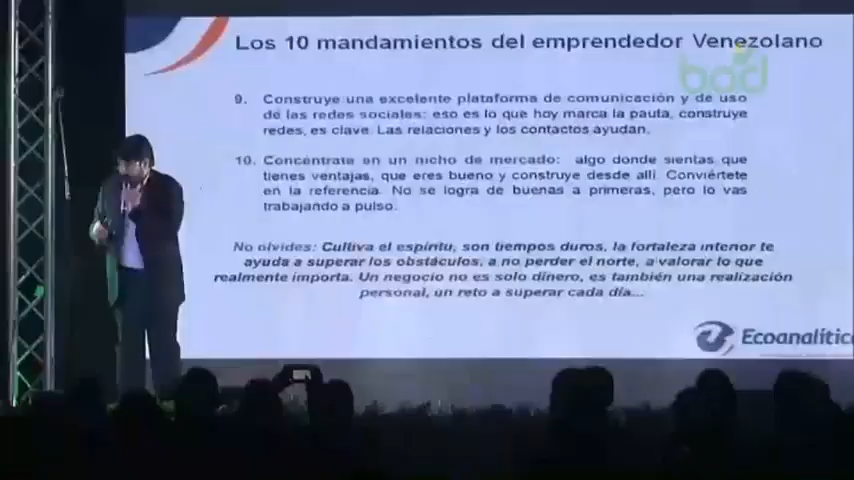 Los 10 mandamientos del emprendedor Venezolano
bod
9. Construye una excelente plataforma de comunicación y de uso
de las redes sociales: eso es lo que hoy marca la pauta, construye
redes, es clave. Las relaciones y los contactos ayudan.
10. Concéntrate en un nicho de mercado: algo donde sientas que
tienes ventajas, que eres bueno y construye desde allí. Conviértete
en la referencia. No se logra de buenas a primeras, pero lo vas
trabajando a pulso.
No olvides: Cultiva el espíritu, son tiempos duros, la fortaleza interior te
ayuda a superar los obstáculos, a no perder el norte, a valorar lo que
realmente importa. Un negocio no es solo dinero, es también una realización
personal, un reto a superar cada día...
Ecoanalítica